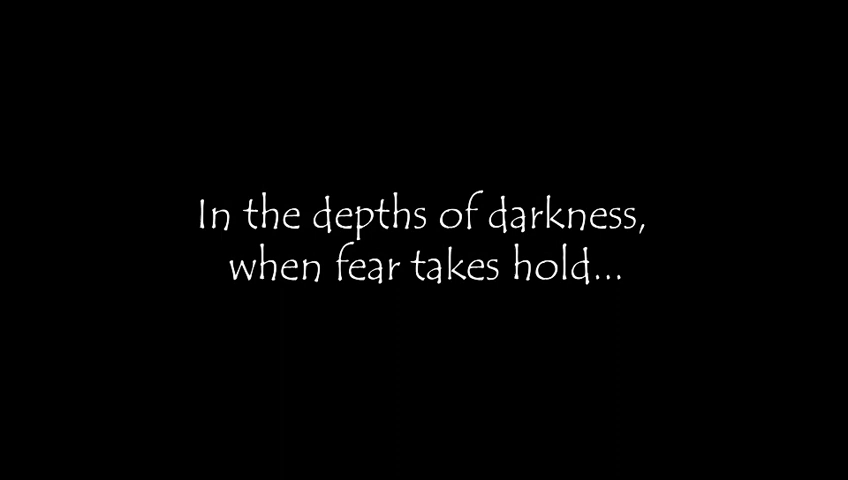 In the depths of darkness,
when fear takes hold...